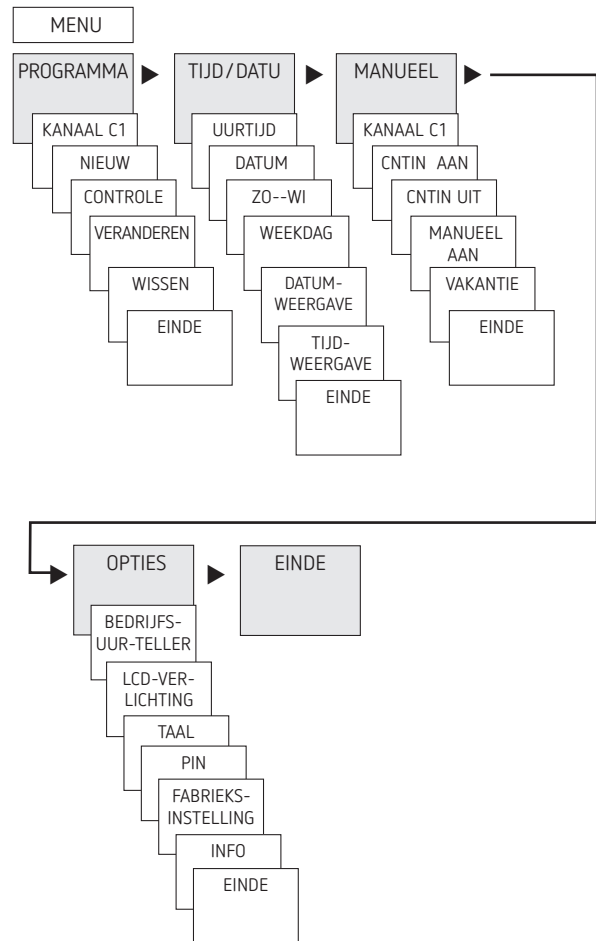 MENU
PROGRAMMA
KANAAL C1
NIEUW
CONTROLE
VERANDEREN
WISSEN
EINDE
TIJD/DATU
UURTIJD
DATUM
ZO--WI
WEEKDAG
DATUM-
WEERGAVE
TIJD-
WEERGAVE
EINDE
MANUEEL
KANAAL C1
CNTIN AAN
CNTIN UIT
MANUEEL
AAN
VAKANTIE
EINDE
OPTIES
BEDRIJFS-
UUR-TELLER
LCD-VER-
LICHTING
TAAL
PIN
FABRIEKS-
INSTELLING
INFO
EINDE
EINDE